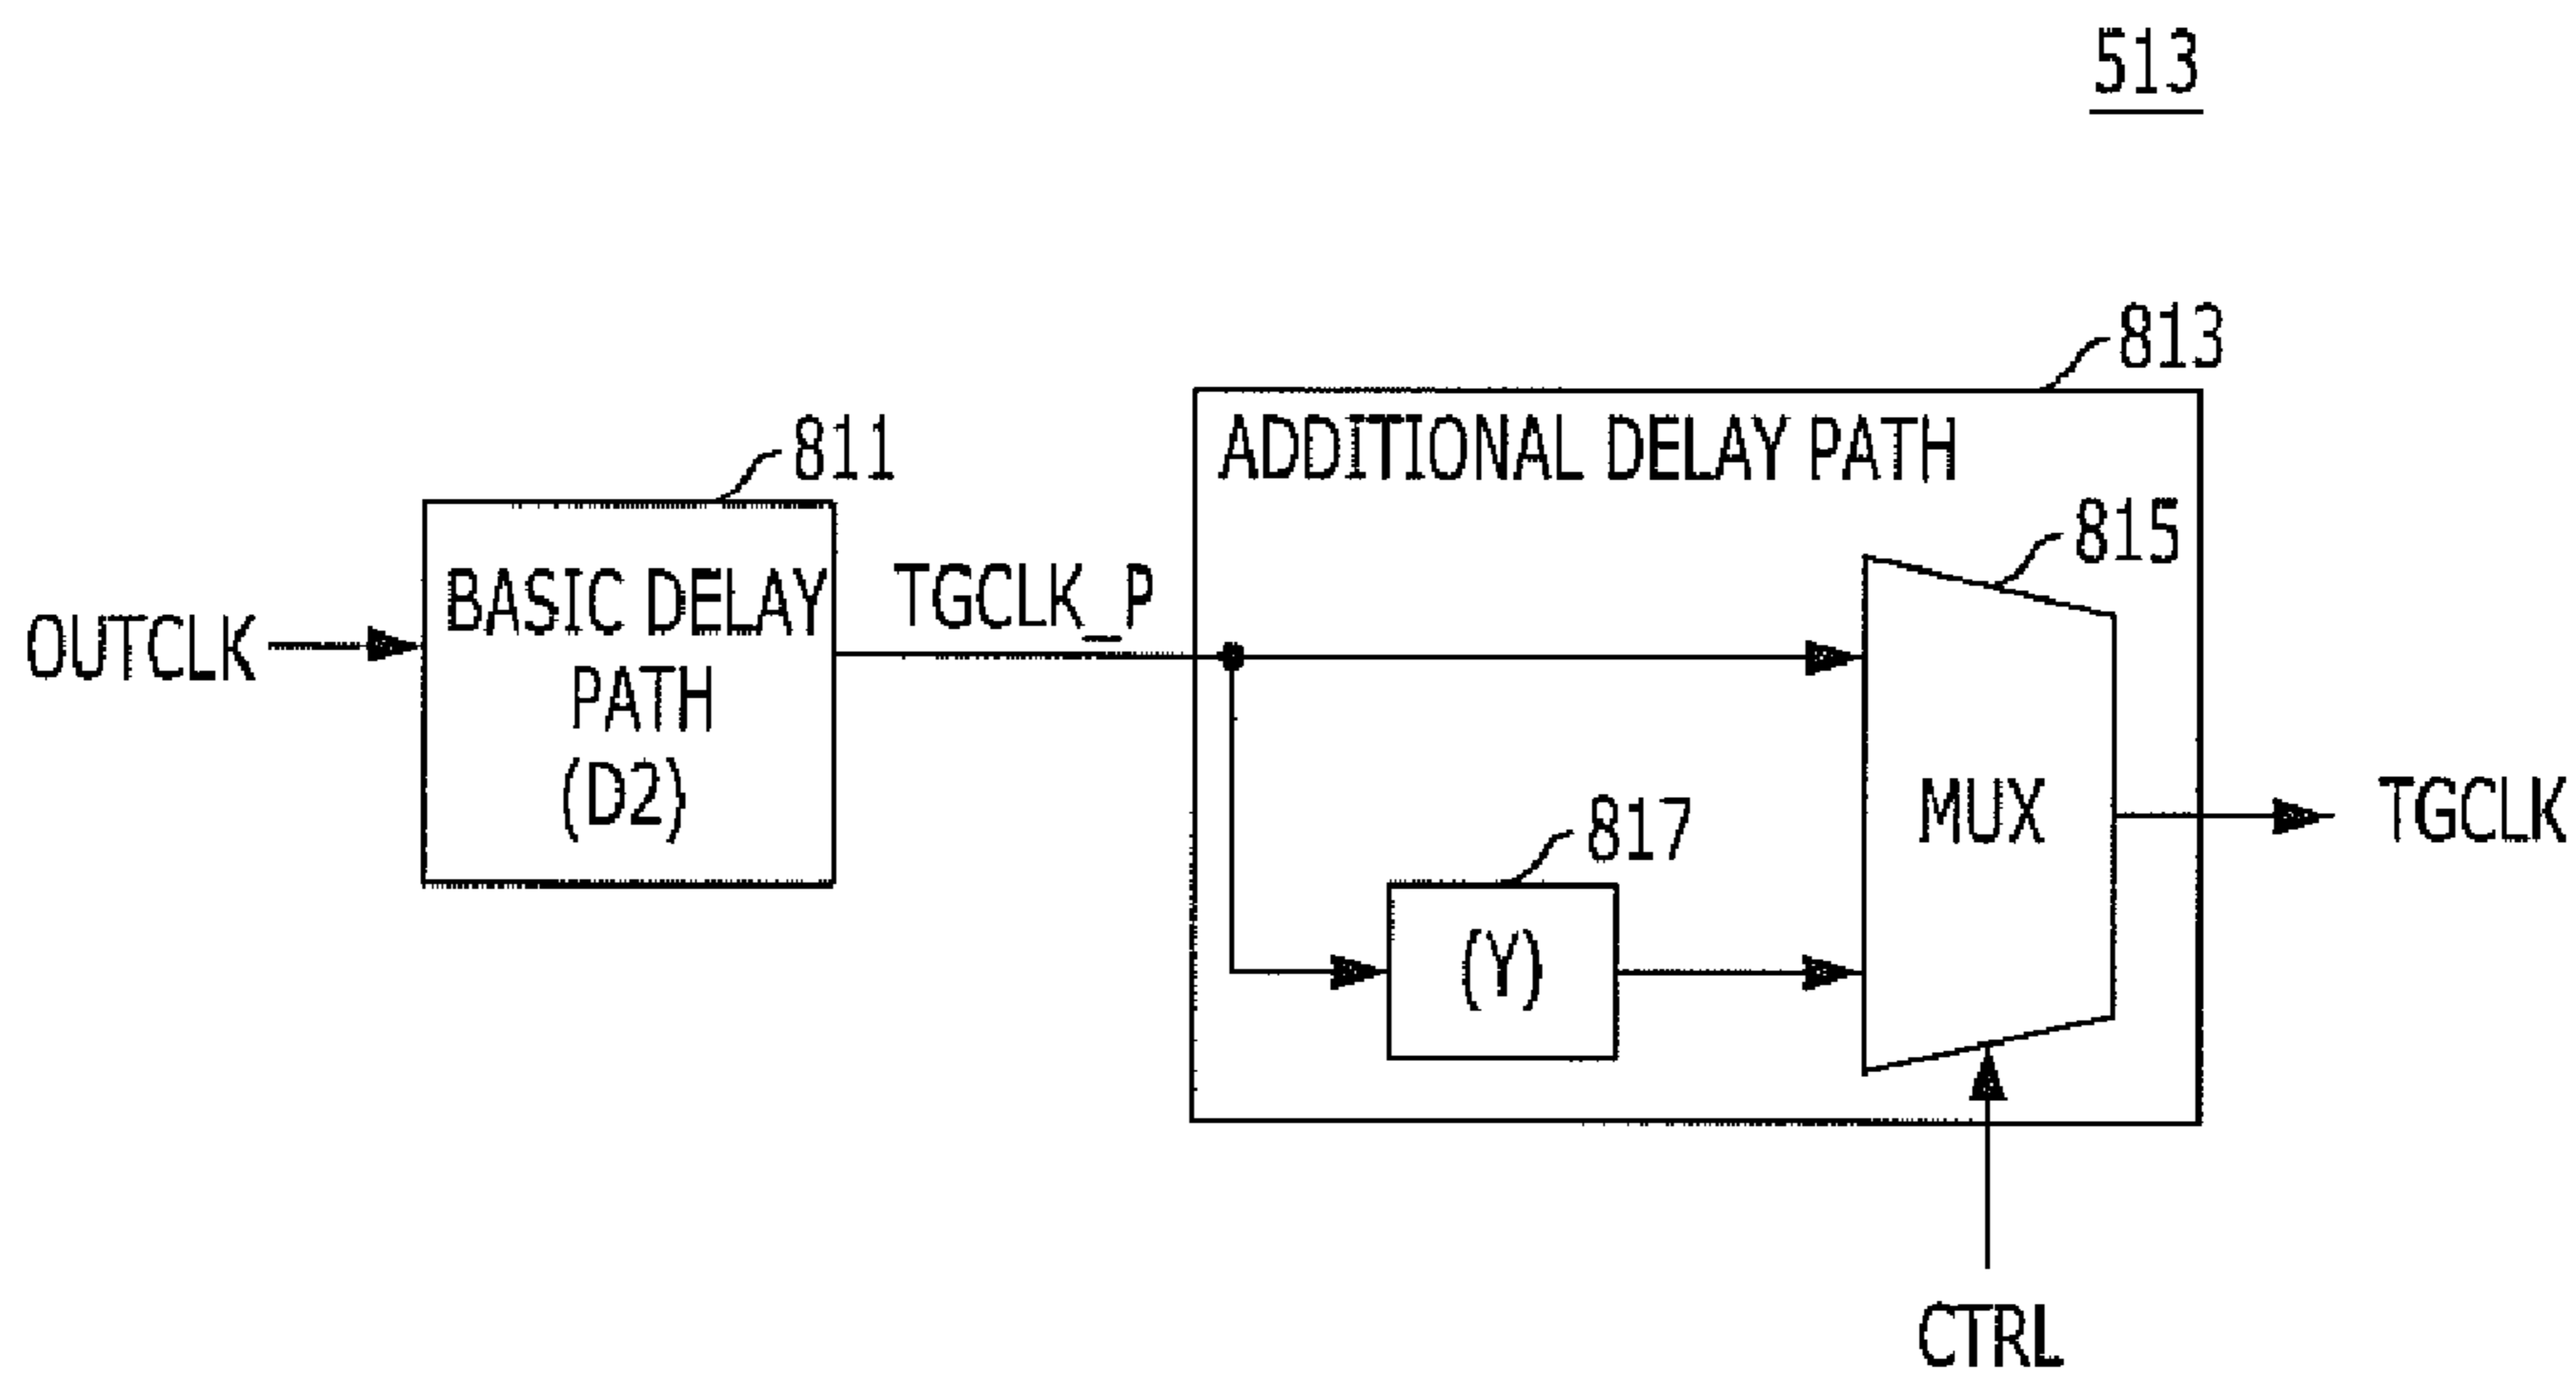 513
813
ADDITIONAL DELAY PATH
811
815
BASIC DELAY
PATH
(D2)
TGCLK_P
OUTCLK
MUX
TGCLK
817
(Y)
CTRL